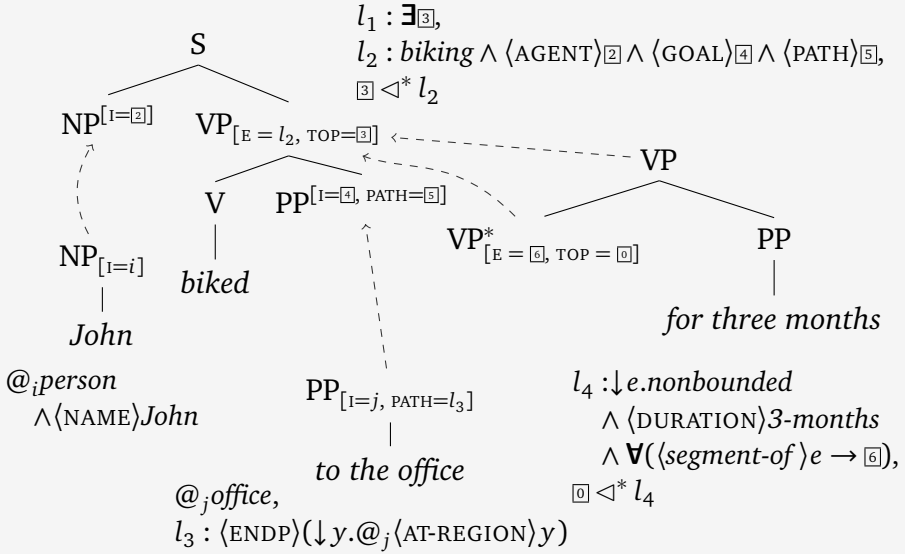 l₁ : ∃[3],
l₂ : biking ∧ ⟨AGENT⟩[2] ∧ ⟨GOAL⟩[4] ∧ ⟨PATH⟩[5],
[3] ◁* l₂
S
NP[I=[2]] VP[E = l₂, TOP=[3]]
VP
V PP[I=[4], PATH=[5]]
VP*[E = [6], TOP = [0]] PP
NP[I=i]
biked
for three months
John
@ᵢperson
∧⟨NAME⟩John
PP[I=j, PATH=l₃]
to the office
@ⱼoffice,
l₃ : ⟨ENDP⟩(↓y.@ⱼ⟨AT-REGION⟩y)
l₄ :↓e.nonbounded
∧ ⟨DURATION⟩3-months
∧ ∀(⟨segment-of ⟩e → [6]),
[0] ◁* l₄